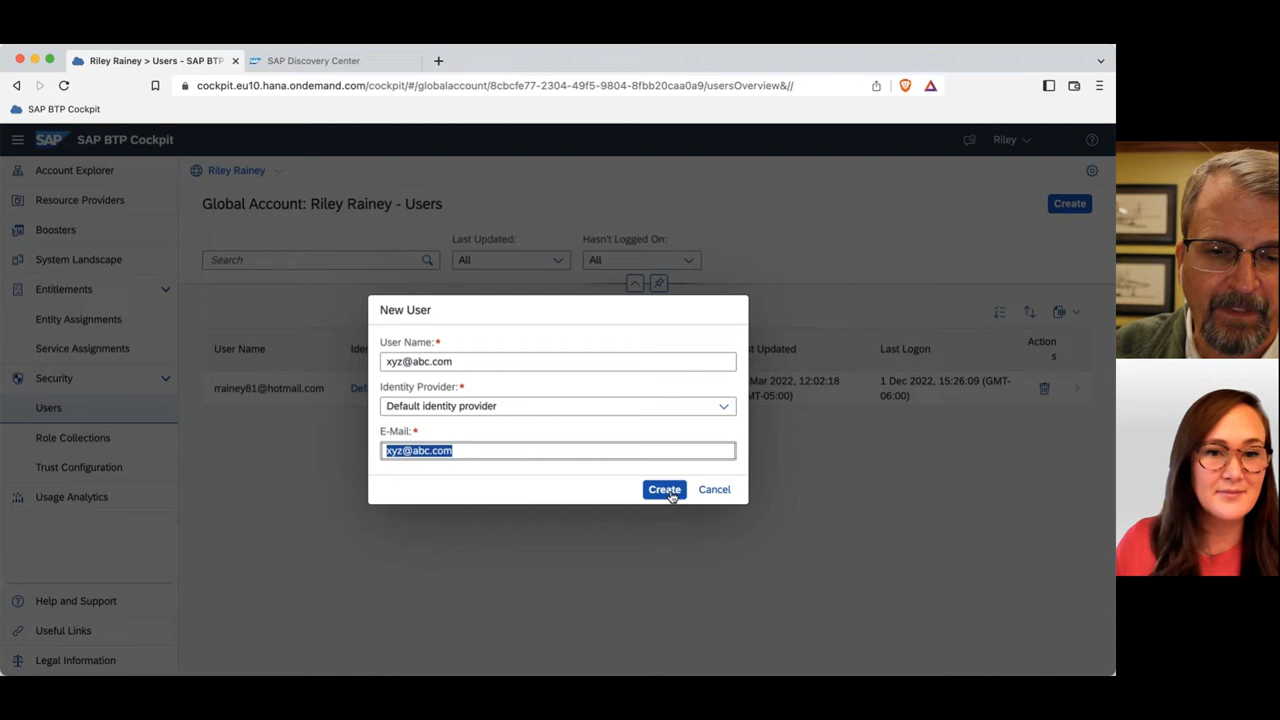 Riley Rainey > Users - SAP BTP
SAP Discovery Center
cockpit.eu10.hana.ondemand.com/cockpit/#/globalaccount/8cbcfe77-2304-49f5-9804-8fbb20caa0a9/usersOverview&//
SAP BTP Cockpit
SAP SAP BTP Cockpit
Riley
Account Explorer
Resource Providers
Boosters
System Landscape
Entitlements
Entity Assignments
Service Assignments
Security
Users
Role Collections
Trust Configuration
Usage Analytics
Help and Support
Useful Links
Legal Information
Riley Rainey
Global Account: Riley Rainey - Users
Create
Last Updated:
Hasn't Logged On:
Search
All
All
User Name
Last Logon
Action
s
rrainey81@hotmail.com
Mar 2022, 12:02:18
1 Dec 2022, 15:26:09 (GMT-
06:00)
New User
User Name:*
xyz@abc.com
Identity Provider:*
Default identity provider
E-Mail:*
xyz@abc.com
Create
Cancel